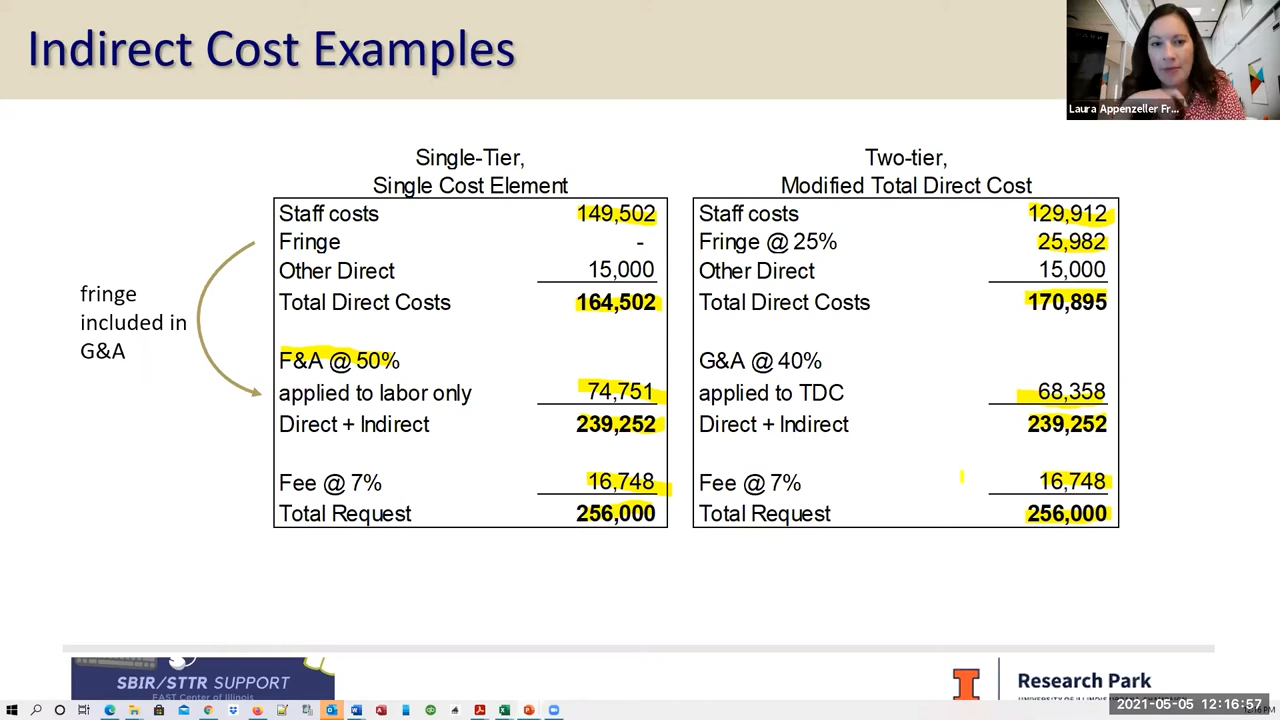 Indirect Cost Examples
Laura Appenzeller Fr...
Single-Tier,
Single Cost Element
Staff costs 149,502
Fringe -
Other Direct 15,000
Total Direct Costs 164,502
F&A @ 50%
applied to labor only 74,751
Direct + Indirect 239,252
Fee @ 7% 16,748
Total Request 256,000
fringe
included in
G&A
Two-tier,
Modified Total Direct Cost
Staff costs 129,912
Fringe @ 25% 25,982
Other Direct 15,000
Total Direct Costs 170,895
G&A @ 40%
applied to TDC 68,358
Direct + Indirect 239,252
Fee @ 7% 16,748
Total Request 256,000
SBIR/STTR SUPPORT
FAST Center of Illinois
I Research Park
2021-05-05 12:16:57